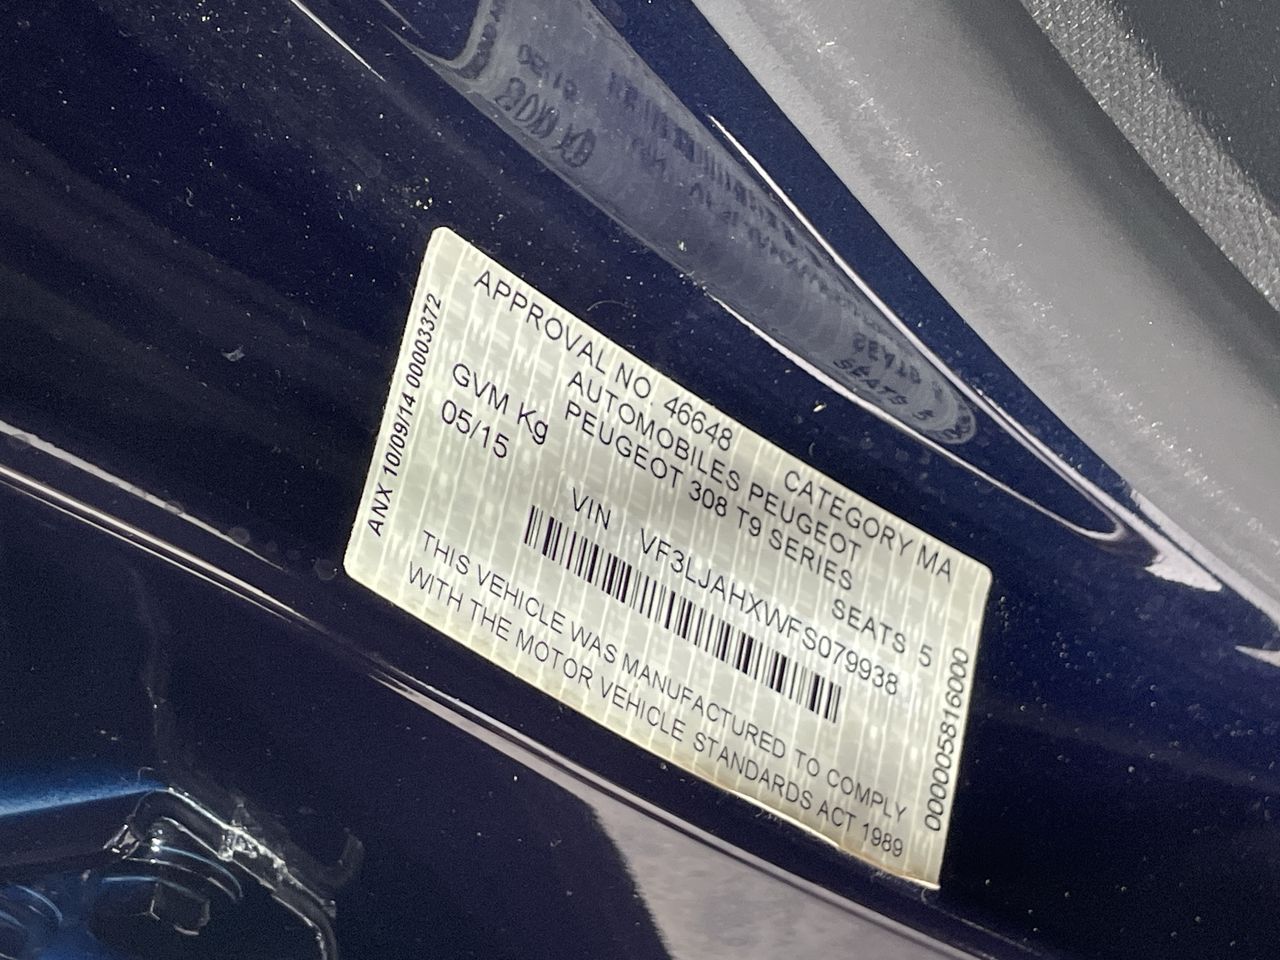 APPROVAL NO. 46648 CATEGORY MA
AUTOMOBILES PEUGEOT
GVM Kg PEUGEOT 308 T9 SERIES
05/15 SEATS 5
VIN VF3LJAHXWFS079938
THIS VEHICLE WAS MANUFACTURED TO COMPLY
WITH THE MOTOR VEHICLE STANDARDS ACT 1989
ANX 10/09/14 00003372
000005816000